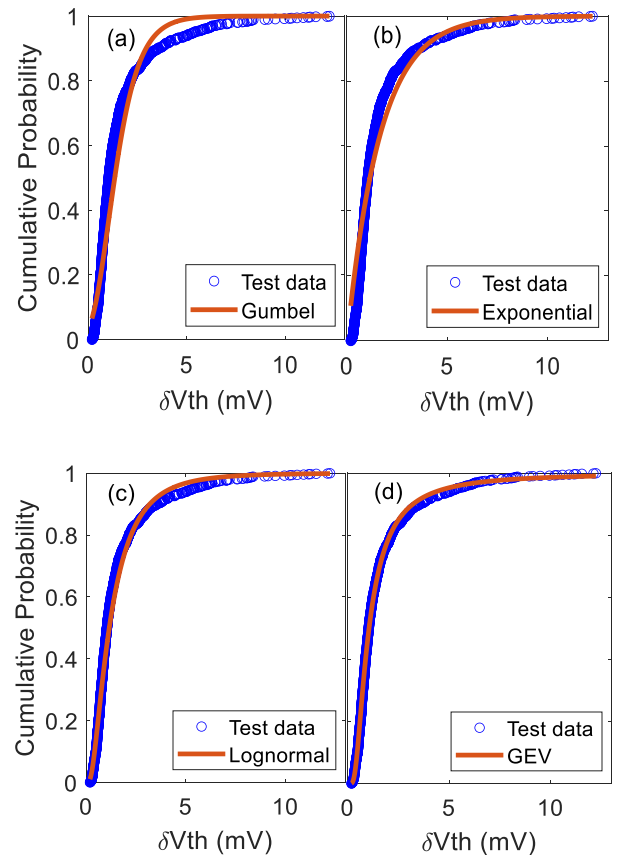 (a)
(b)
Cumulative Probability
1
0.8
0.6
0.4
0.2
0
Test data
Gumbel
Test data
Exponential
0 5 10
0 5 10
δVth (mV)
δVth (mV)
(c)
(d)
Cumulative Probability
1
0.8
0.6
0.4
0.2
0
Test data
Lognormal
Test data
GEV
0 5 10
0 5 10
δVth (mV)
δVth (mV)